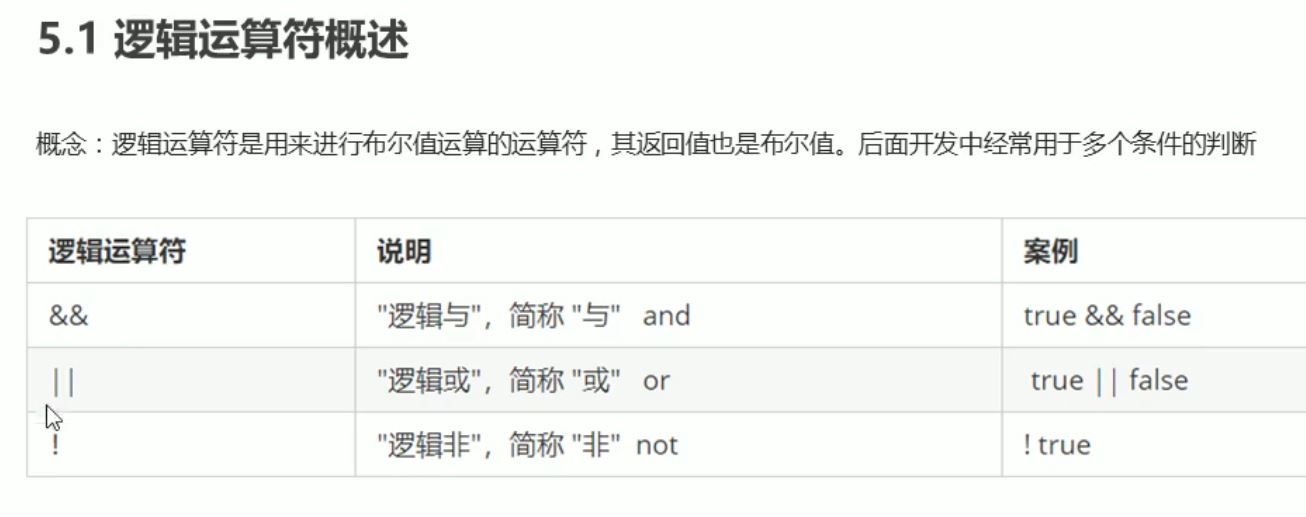 5.1 逻辑运算符概述
概念：逻辑运算符是用来进行布尔值运算的运算符，其返回值也是布尔值。后面开发中经常用于多个条件的判断
逻辑运算符 说明 案例
&& "逻辑与"，简称 "与" and true && false
|| "逻辑或"，简称 "或" or true || false
! "逻辑非"，简称 "非" not ! true